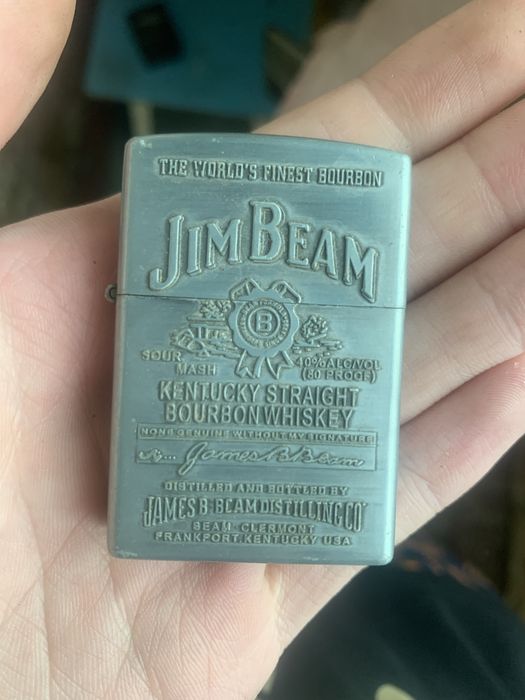 THE WORLD'S FINEST BOURBON
JIM BEAM
B
SOUR MASH
40% ALC/VOL (80 PROOF)
KENTUCKY STRAIGHT
BOURBON WHISKEY
NONE GENUINE WITHOUT MY SIGNATURE
James B. Beam
DISTILLED AND BOTTLED BY
JAMES B. BEAM DISTILLING CO
BEAM CLERMONT
FRANKFORT, KENTUCKY USA